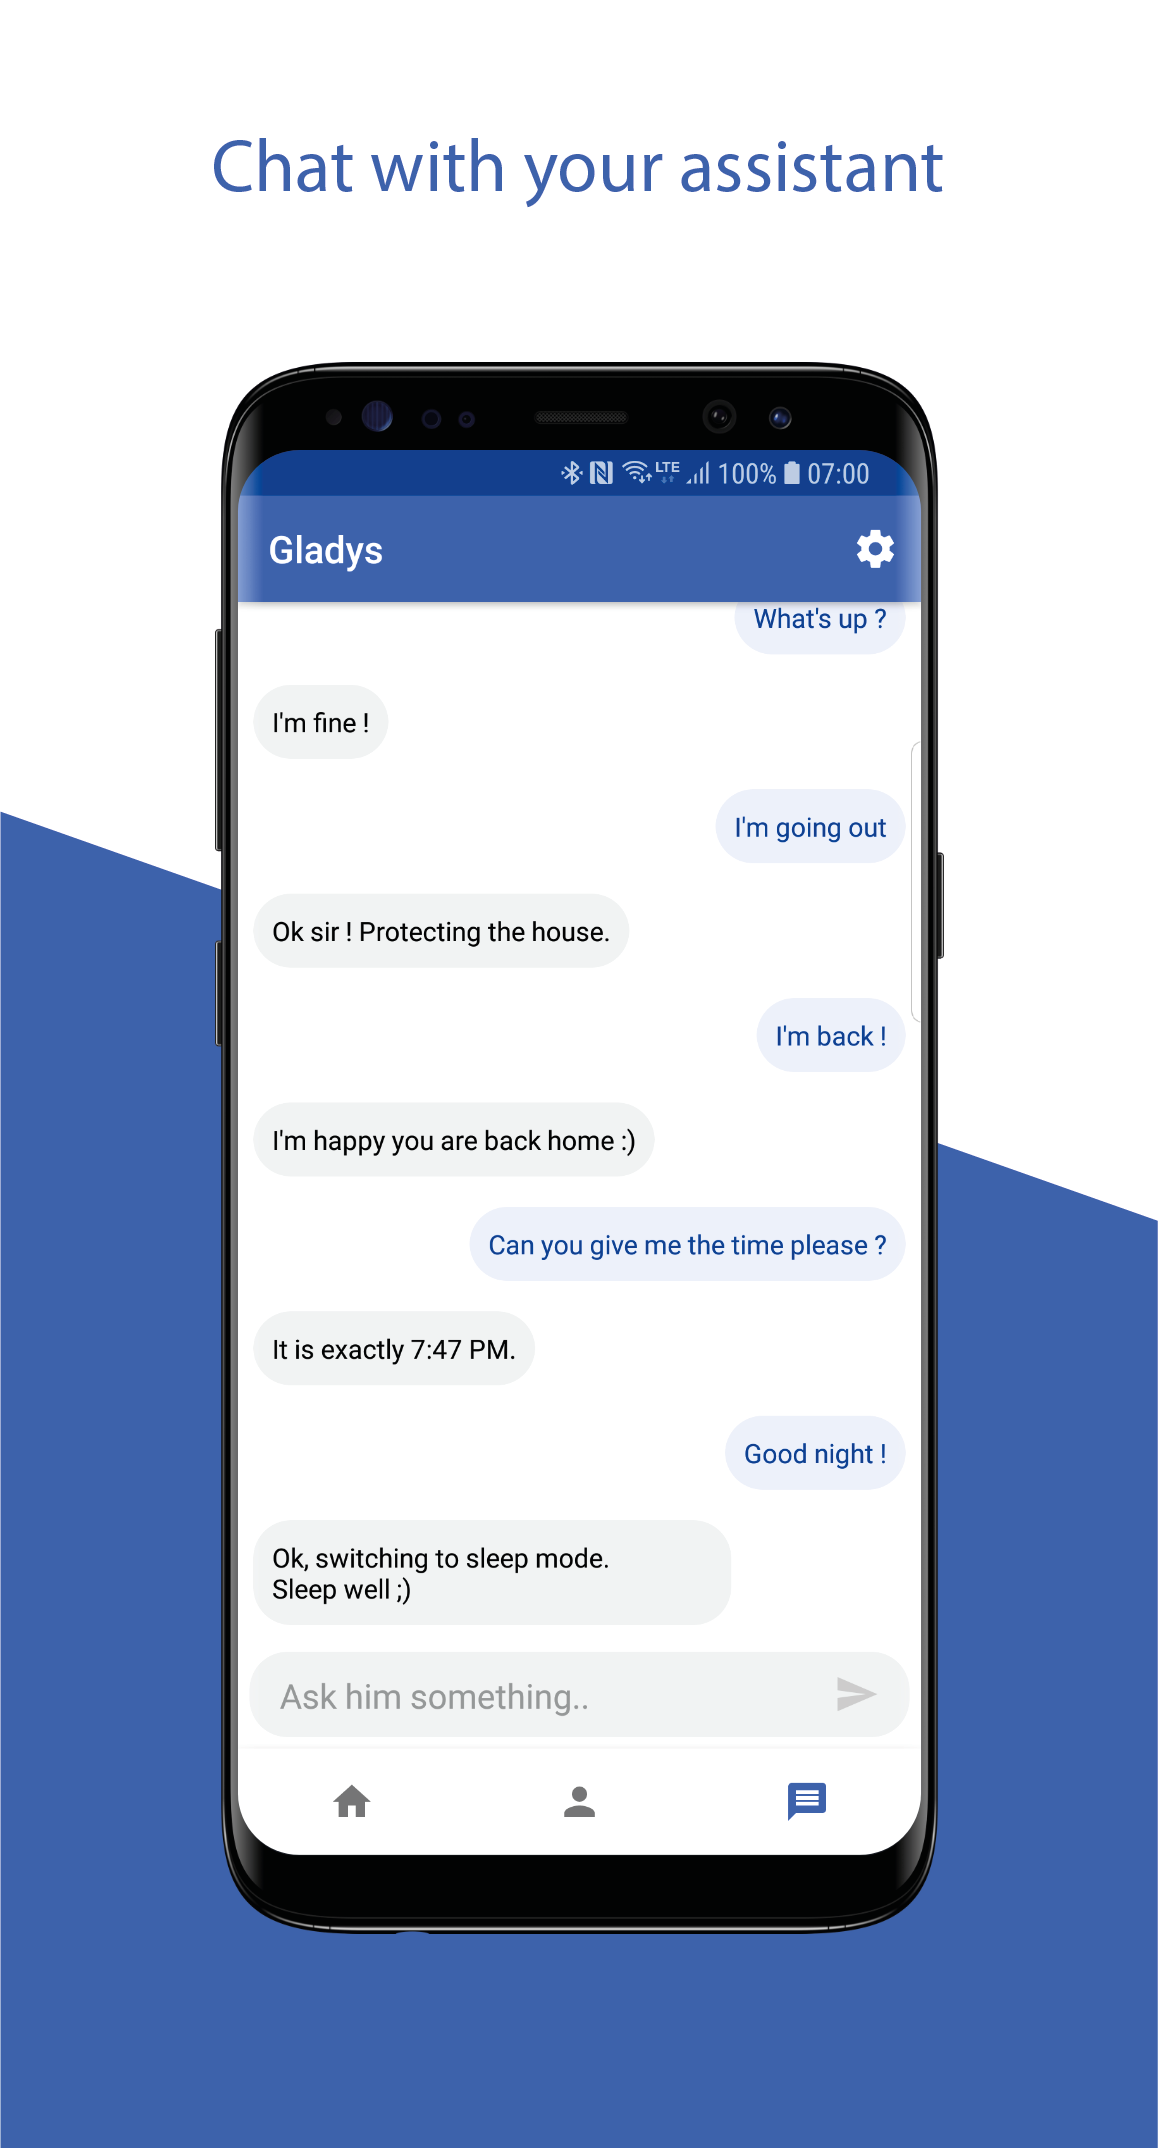 Chat with your assistant
LTE 100% 07:00
Gladys
What's up ?
I'm fine !
I'm going out
Ok sir ! Protecting the house.
I'm back !
I'm happy you are back home :)
Can you give me the time please ?
It is exactly 7:47 PM.
Good night !
Ok, switching to sleep mode.
Sleep well ;)
Ask him something..